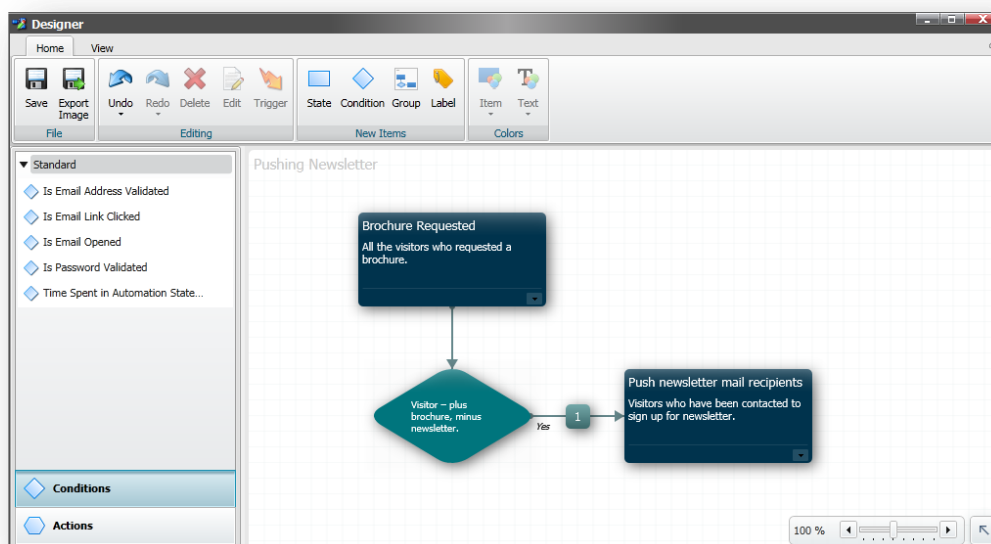 Designer
Home View
Save Export Image Undo Redo Delete Edit Trigger State Condition Group Label Item Text
File Editing New Items Colors
Standard
Is Email Address Validated
Is Email Link Clicked
Is Email Opened
Is Password Validated
Time Spent in Automation State...
Conditions
Actions
Pushing Newsletter
Brochure Requested
All the visitors who requested a
brochure.
Visitor – plus
brochure, minus
newsletter.
Yes
1
Push newsletter mail recipients
Visitors who have been contacted to
sign up for newsletter.
100 %